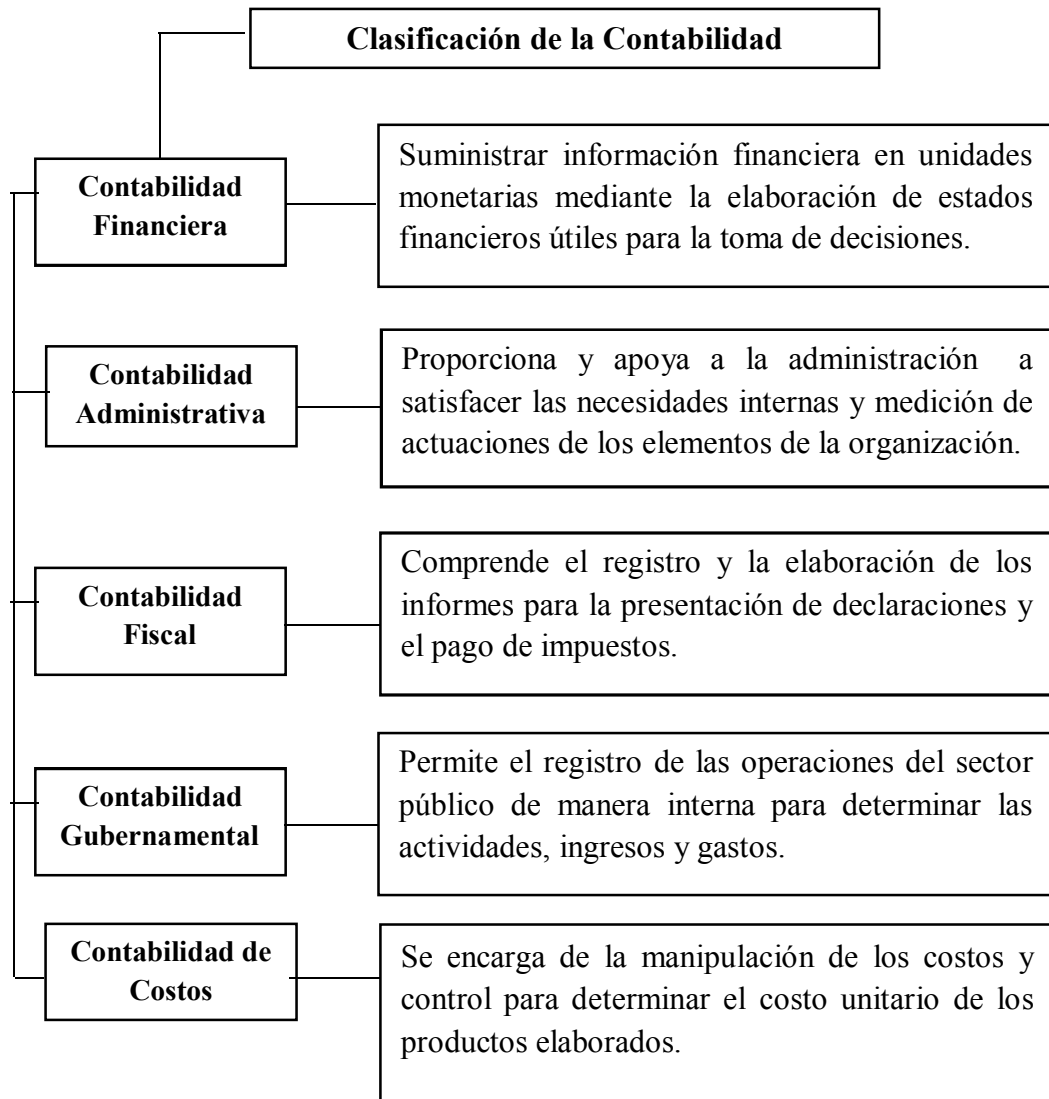 Clasificación de la Contabilidad
Contabilidad
Financiera
Suministrar información financiera en unidades
monetarias mediante la elaboración de estados
financieros útiles para la toma de decisiones.
Contabilidad
Administrativa
Proporciona y apoya a la administración a
satisfacer las necesidades internas y medición de
actuaciones de los elementos de la organización.
Contabilidad
Fiscal
Comprende el registro y la elaboración de los
informes para la presentación de declaraciones y
el pago de impuestos.
Contabilidad
Gubernamental
Permite el registro de las operaciones del sector
público de manera interna para determinar las
actividades, ingresos y gastos.
Contabilidad de
Costos
Se encarga de la manipulación de los costos y
control para determinar el costo unitario de los
productos elaborados.